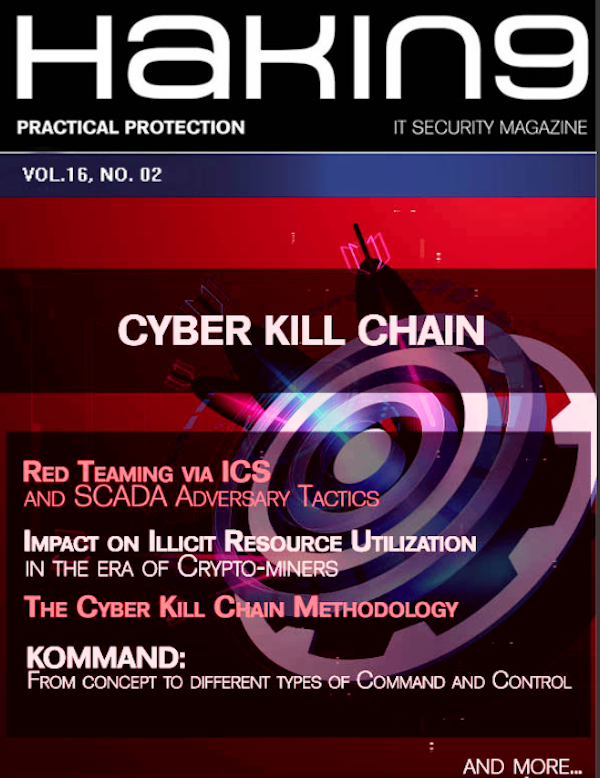 Haking
PRACTICAL PROTECTION
IT SECURITY MAGAZINE
VOL.16, NO. 02
CYBER KILL CHAIN
RED TEAMING VIA ICS
AND SCADA ADVERSARY TACTICS
IMPACT ON ILLICIT RESOURCE UTILIZATION
IN THE ERA OF CRYPTO-MINERS
THE CYBER KILL CHAIN METHODOLOGY
KOMMAND:
FROM CONCEPT TO DIFFERENT TYPES OF COMMAND AND CONTROL
AND MORE...